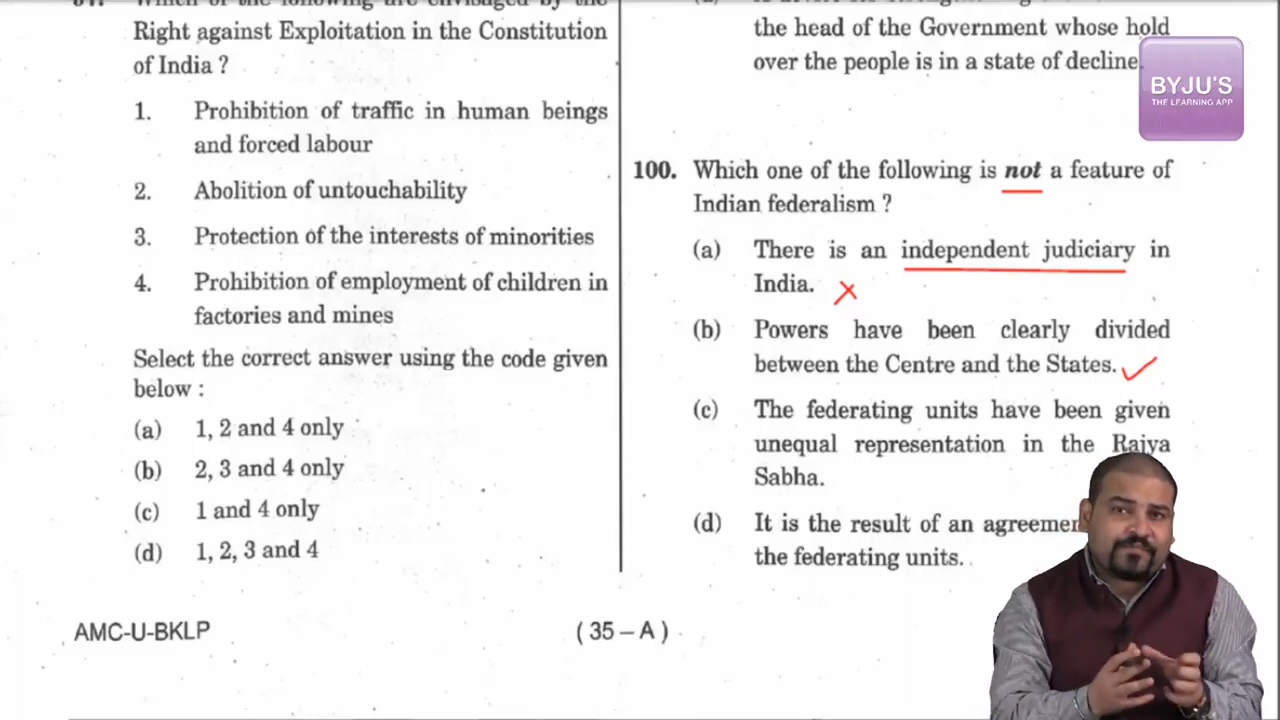 Right against Exploitation in the Constitution
of India ?
1. Prohibition of traffic in human beings
and forced labour
2. Abolition of untouchability
3. Protection of the interests of minorities
4. Prohibition of employment of children in
factories and mines
Select the correct answer using the code given
below :
(a) 1, 2 and 4 only
(b) 2, 3 and 4 only
(c) 1 and 4 only
(d) 1, 2, 3 and 4
AMC-U-BKLP
( 35 – A )
the head of the Government whose hold
over the people is in a state of decline.
BYJU'S
THE LEARNING APP
100. Which one of the following is not a feature of
Indian federalism ?
(a) There is an independent judiciary in
India.
(b) Powers have been clearly divided
between the Centre and the States.
(c) The federating units have been given
unequal representation in the Rajya
Sabha.
(d) It is the result of an
the federating units.